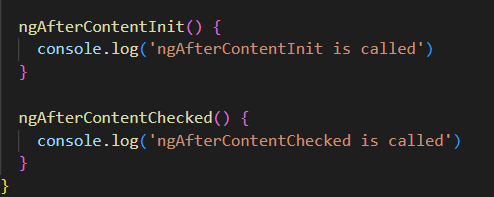 ngAfterContentInit() {
console.log('ngAfterContentInit is called')
}
ngAfterContentChecked() {
console.log('ngAfterContentChecked is called')
}
}